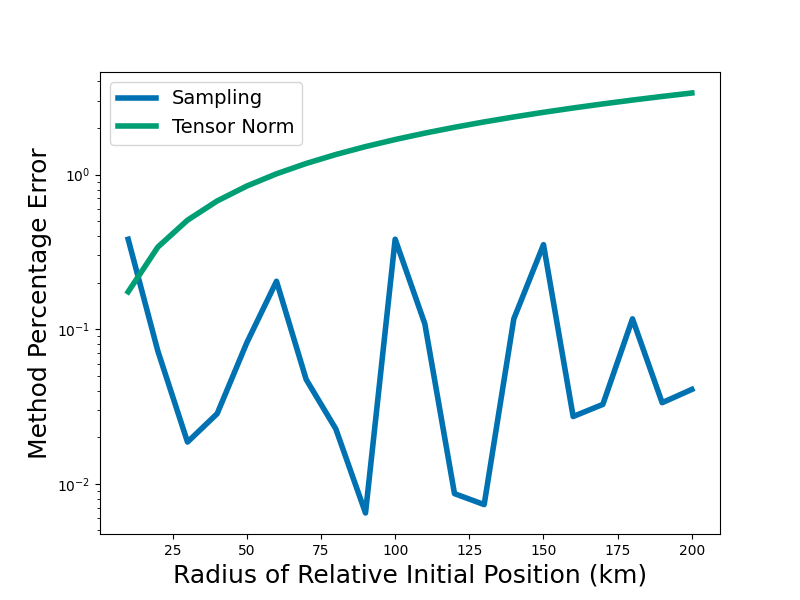 Sampling
Tensor Norm
Method Percentage Error
10⁰
10⁻¹
10⁻²
25 50 75 100 125 150 175 200
Radius of Relative Initial Position (km)